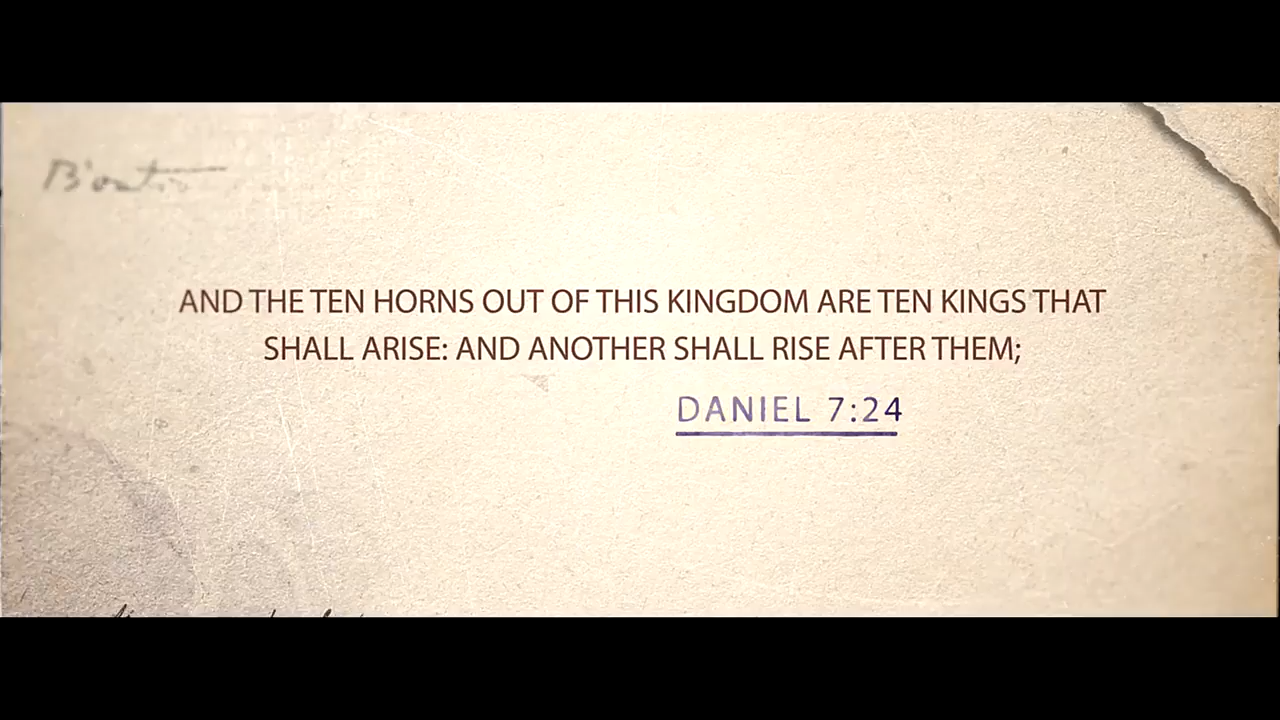 AND THE TEN HORNS OUT OF THIS KINGDOM ARE TEN KINGS THAT
SHALL ARISE: AND ANOTHER SHALL RISE AFTER THEM;
DANIEL 7:24